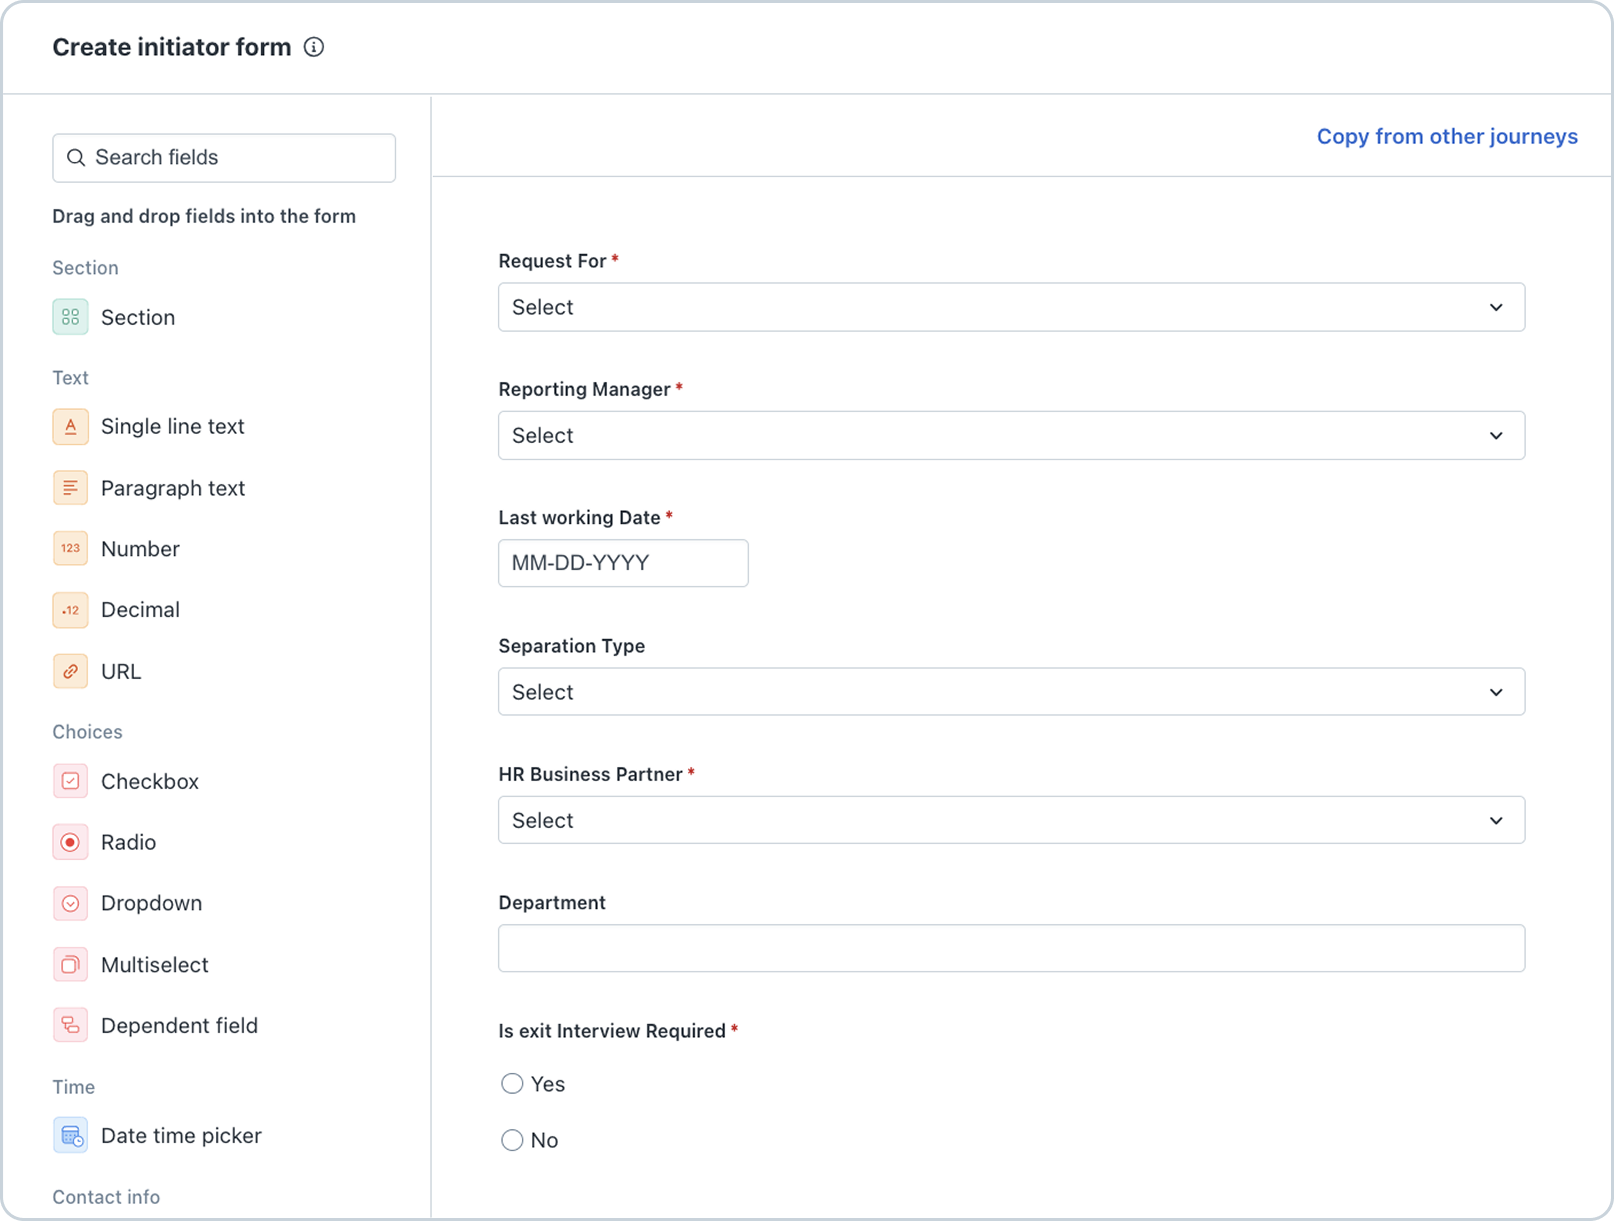 Create initiator form
Search fields
Drag and drop fields into the form
Section
Section
Text
A Single line text
Paragraph text
123 Number
.12 Decimal
URL
Choices
Checkbox
Radio
Dropdown
Multiselect
Dependent field
Time
Date time picker
Contact info
Copy from other journeys
Request For *
Select
Reporting Manager *
Select
Last working Date *
MM-DD-YYYY
Separation Type
Select
HR Business Partner *
Select
Department
Is exit Interview Required *
Yes
No